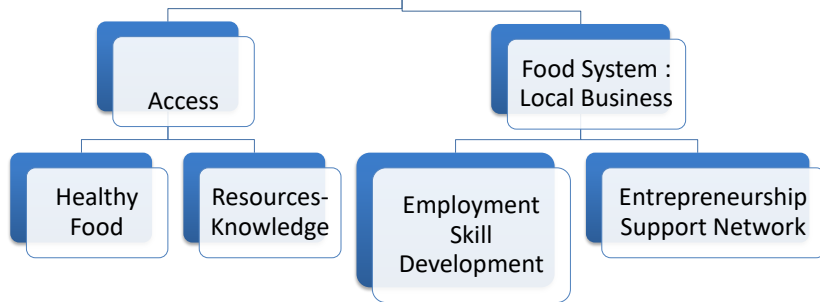 Access
Food System :
Local Business
Healthy
Food
Resources-
Knowledge
Employment
Skill
Development
Entrepreneurship
Support Network